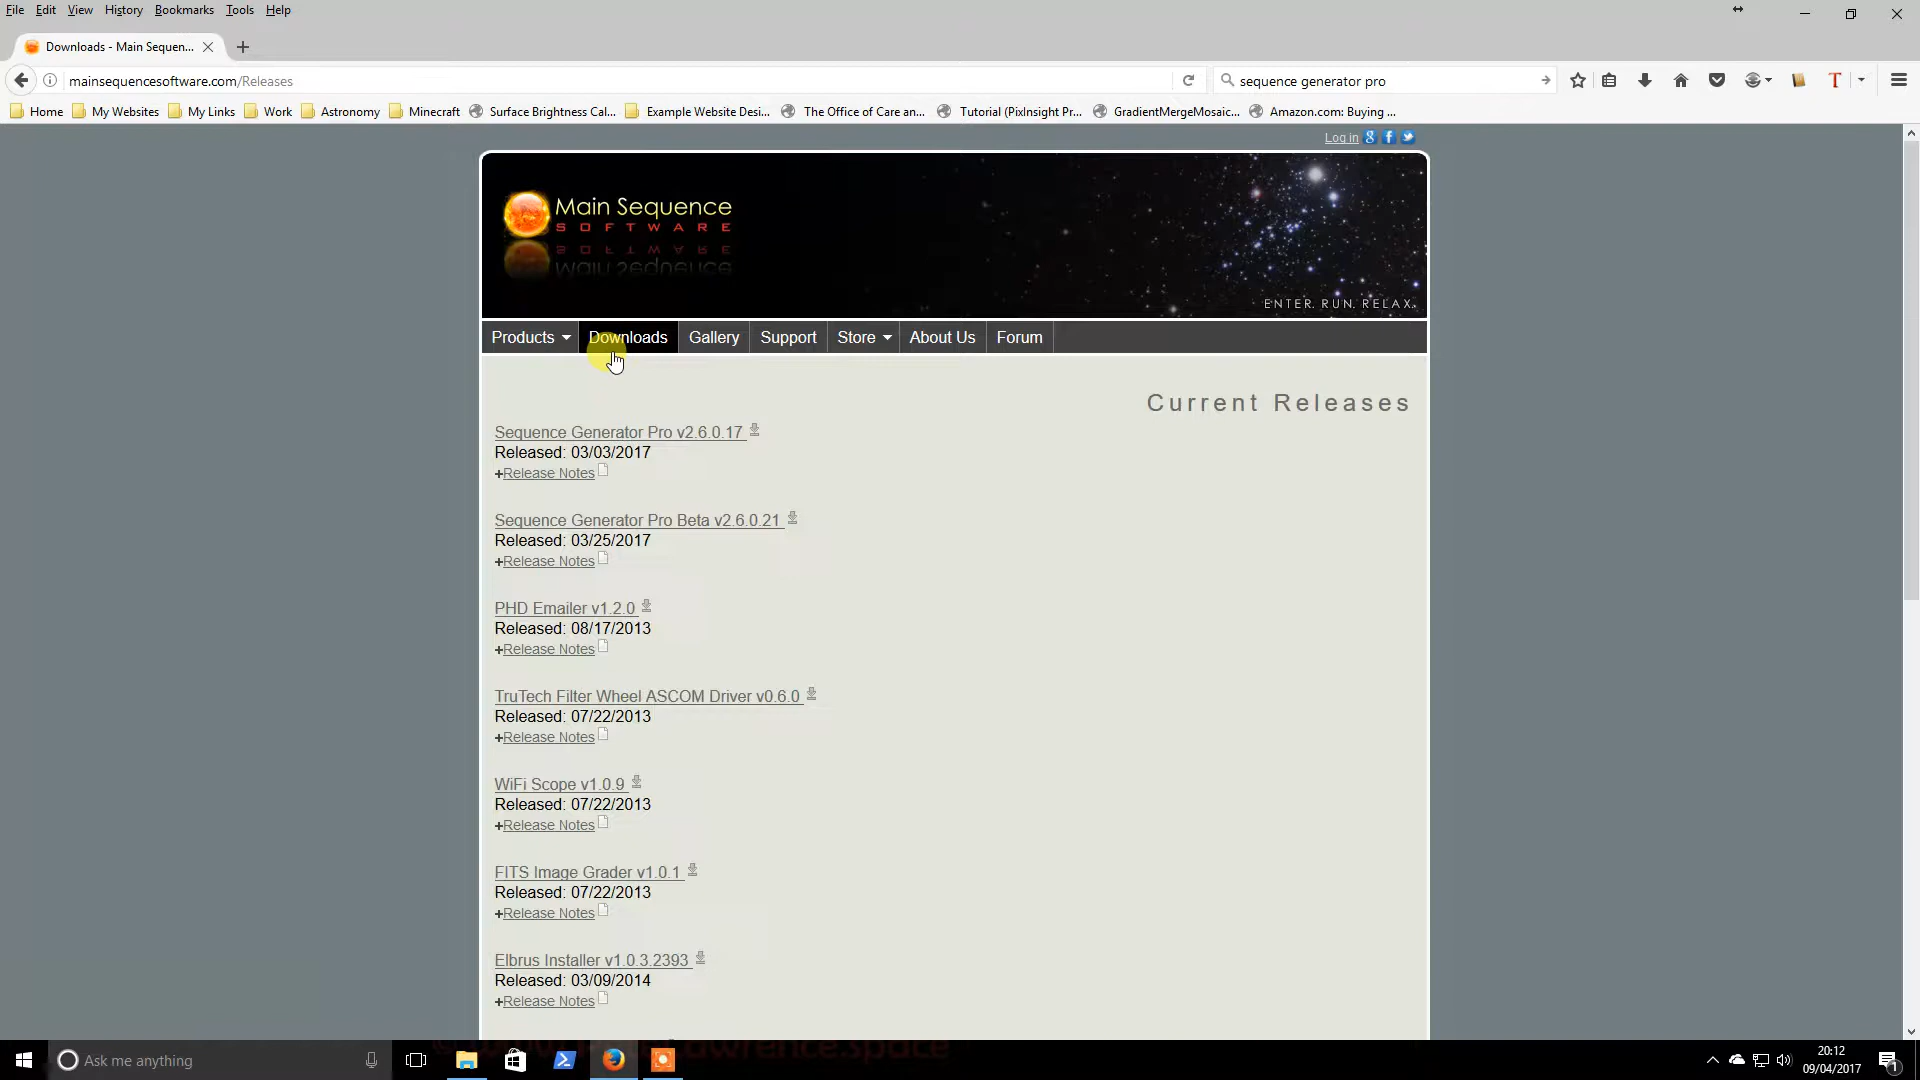 File Edit View History Bookmarks Tools Help
Downloads - Main Sequen...
mainsequencesoftware.com/Releases
sequence generator pro
Home My Websites My Links Work Astronomy Minecraft Surface Brightness Cal... Example Website Desi... The Office of Care an... Tutorial (PixInsight Pr... GradientMergeMosaic... Amazon.com: Buying ...
Log in
Main Sequence
SOFTWARE
ENTER. RUN. RELAX.
Products Downloads Gallery Support Store About Us Forum
Current Releases
Sequence Generator Pro v2.6.0.17
Released: 03/03/2017
+Release Notes
Sequence Generator Pro Beta v2.6.0.21
Released: 03/25/2017
+Release Notes
PHD Emailer v1.2.0
Released: 08/17/2013
+Release Notes
TruTech Filter Wheel ASCOM Driver v0.6.0
Released: 07/22/2013
+Release Notes
WiFi Scope v1.0.9
Released: 07/22/2013
+Release Notes
FITS Image Grader v1.0.1
Released: 07/22/2013
+Release Notes
Elbrus Installer v1.0.3.2393
Released: 03/09/2014
+Release Notes
Ask me anything
20:12
09/04/2017